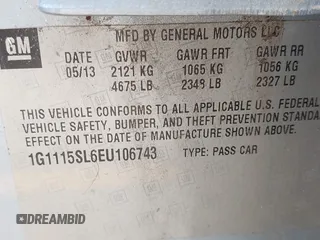 GM
MFD BY GENERAL MOTORS LLC
DATE GVWR GAWR FRT GAWR RR
05/13 2121 KG 1065 KG 1056 KG
4675 LB 2348 LB 2327 LB
THIS VEHICLE CONFORMS TO ALL APPLICABLE U.S. FEDERAL
VEHICLE SAFETY, BUMPER, AND THEFT PREVENTION STANDA
EFFECT ON THE DATE OF MANUFACTURE SHOWN ABOVE.
1G1115SL6EU106743 TYPE: PASS CAR
DREAMBID